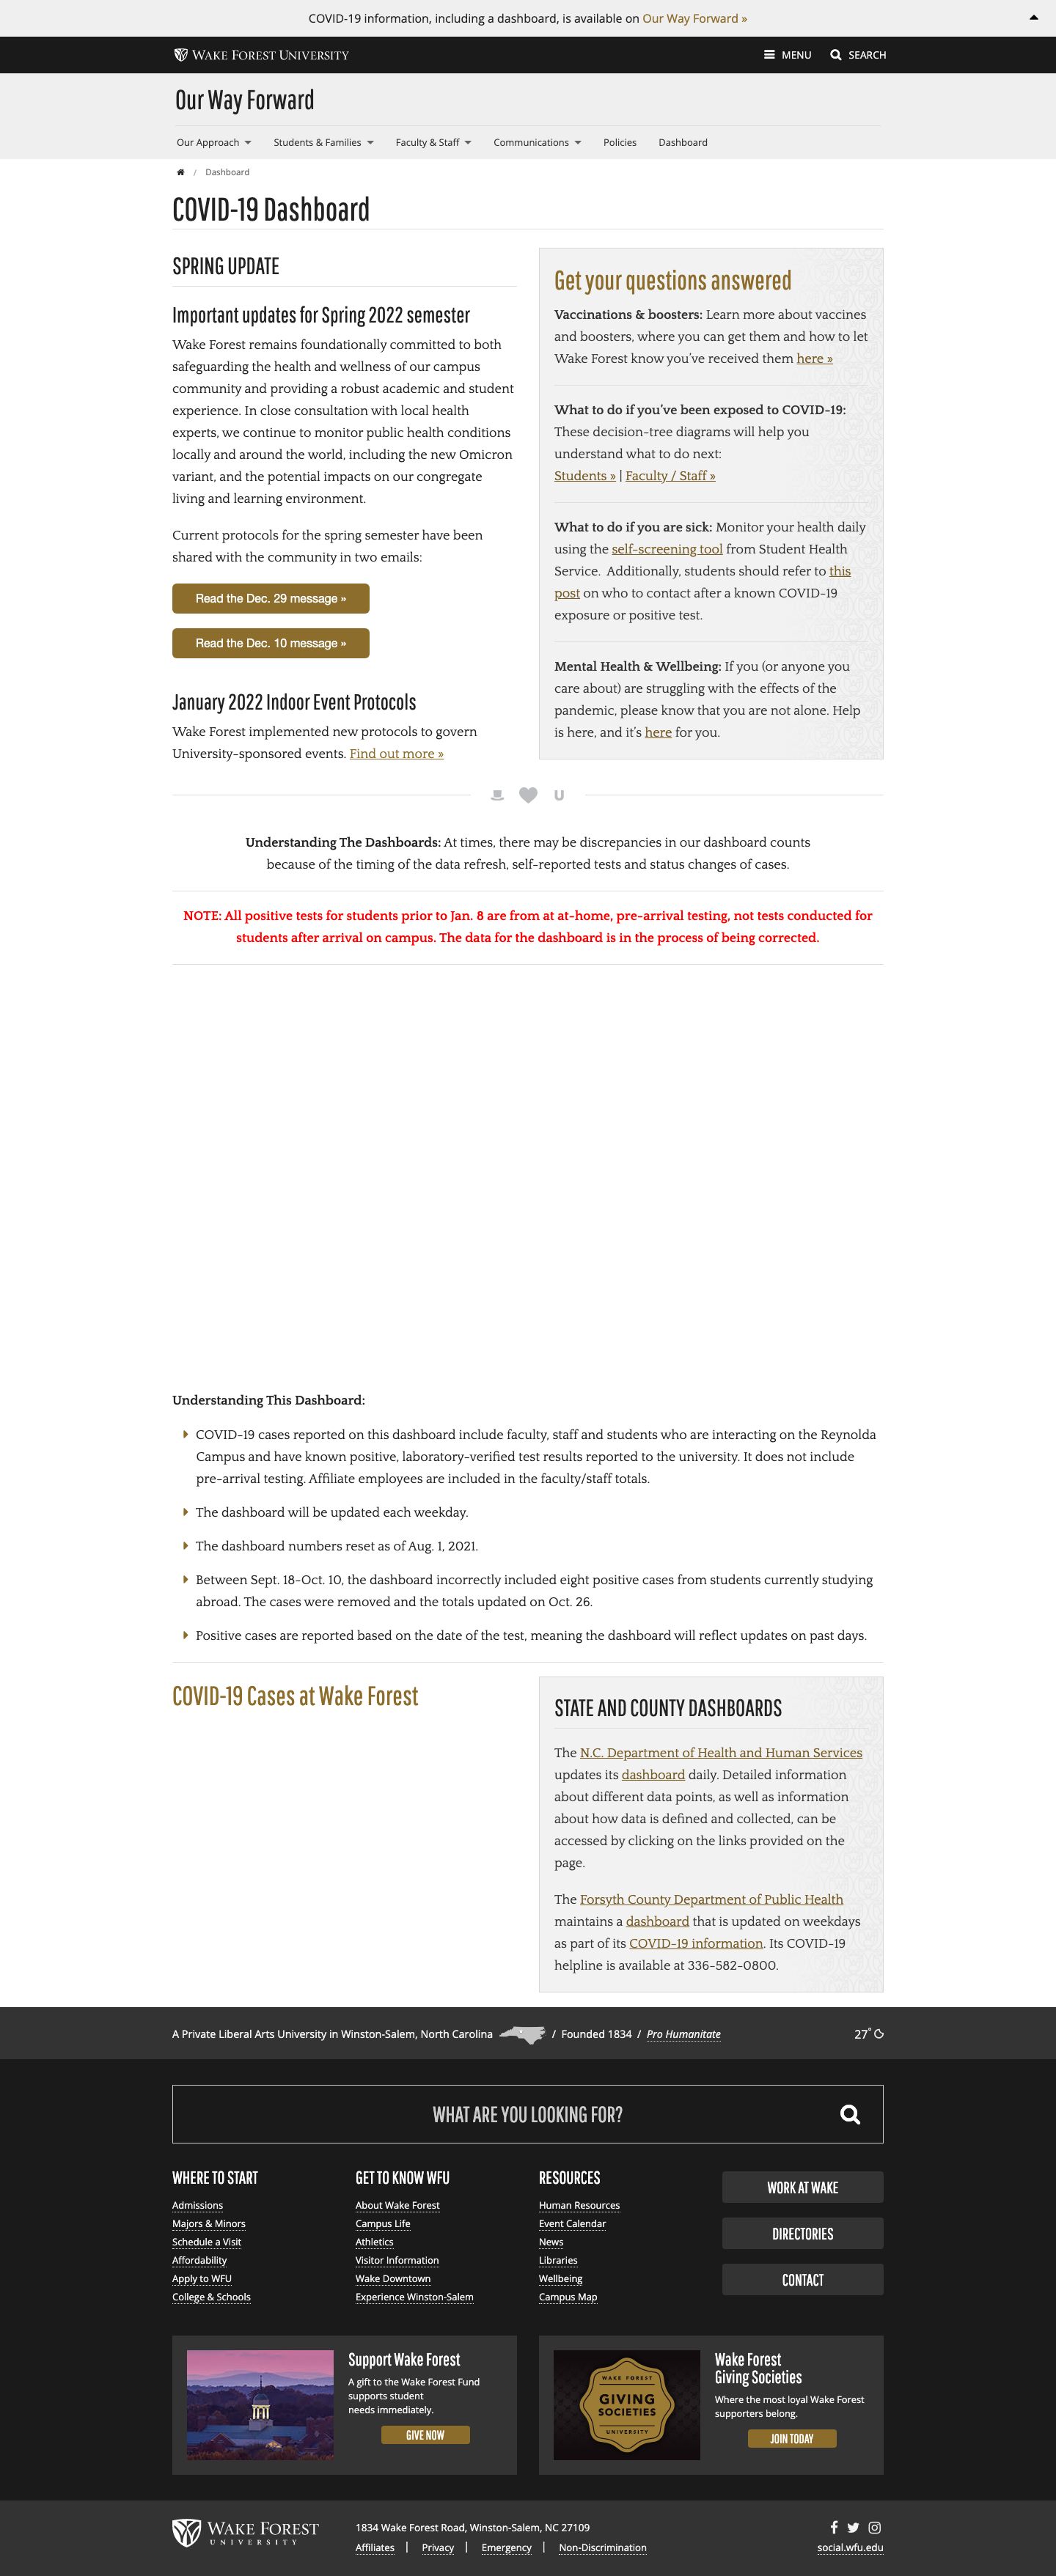 COVID-19 information, including a dashboard, is available on Our Way Forward »
WAKE FOREST UNIVERSITY
MENU
SEARCH
Our Way Forward
Our Approach
Students & Families
Faculty & Staff
Communications
Policies
Dashboard
/ Dashboard
COVID-19 Dashboard
SPRING UPDATE
Important updates for Spring 2022 semester
Wake Forest remains foundationally committed to both
safeguarding the health and wellness of our campus
community and providing a robust academic and student
experience. In close consultation with local health
experts, we continue to monitor public health conditions
locally and around the world, including the new Omicron
variant, and the potential impacts on our congregate
living and learning environment.
Current protocols for the spring semester have been
shared with the community in two emails:
Read the Dec. 29 message »
Read the Dec. 10 message »
January 2022 Indoor Event Protocols
Wake Forest implemented new protocols to govern
University-sponsored events. Find out more »
Get your questions answered
Vaccinations & boosters: Learn more about vaccines
and boosters, where you can get them and how to let
Wake Forest know you've received them here »
What to do if you've been exposed to COVID-19:
These decision-tree diagrams will help you
understand what to do next:
Students » | Faculty / Staff »
What to do if you are sick: Monitor your health daily
using the self-screening tool from Student Health
Service. Additionally, students should refer to this
post on who to contact after a known COVID-19
exposure or positive test.
Mental Health & Wellbeing: If you (or anyone you
care about) are struggling with the effects of the
pandemic, please know that you are not alone. Help
is here, and it's here for you.
U
Understanding The Dashboards: At times, there may be discrepancies in our dashboard counts
because of the timing of the data refresh, self-reported tests and status changes of cases.
NOTE: All positive tests for students prior to Jan. 8 are from at at-home, pre-arrival testing, not tests conducted for
students after arrival on campus. The data for the dashboard is in the process of being corrected.
Understanding This Dashboard:
COVID-19 cases reported on this dashboard include faculty, staff and students who are interacting on the Reynolda
Campus and have known positive, laboratory-verified test results reported to the university. It does not include
pre-arrival testing. Affiliate employees are included in the faculty/staff totals.
The dashboard will be updated each weekday.
The dashboard numbers reset as of Aug. 1, 2021.
Between Sept. 18-Oct. 10, the dashboard incorrectly included eight positive cases from students currently studying
abroad. The cases were removed and the totals updated on Oct. 26.
Positive cases are reported based on the date of the test, meaning the dashboard will reflect updates on past days.
COVID-19 Cases at Wake Forest
STATE AND COUNTY DASHBOARDS
The N.C. Department of Health and Human Services
updates its dashboard daily. Detailed information
about different data points, as well as information
about how data is defined and collected, can be
accessed by clicking on the links provided on the
page.
The Forsyth County Department of Public Health
maintains a dashboard that is updated on weekdays
as part of its COVID-19 information. Its COVID-19
helpline is available at 336-582-0800.
A Private Liberal Arts University in Winston-Salem, North Carolina / Founded 1834 / Pro Humanitate
27°
WHAT ARE YOU LOOKING FOR?
WHERE TO START
Admissions
Majors & Minors
Schedule a Visit
Affordability
Apply to WFU
College & Schools
GET TO KNOW WFU
About Wake Forest
Campus Life
Athletics
Visitor Information
Wake Downtown
Experience Winston-Salem
RESOURCES
Human Resources
Event Calendar
News
Libraries
Wellbeing
Campus Map
WORK AT WAKE
DIRECTORIES
CONTACT
Support Wake Forest
A gift to the Wake Forest Fund
supports student
needs immediately.
GIVE NOW
WAKE FOREST
GIVING
SOCIETIES
UNIVERSITY
Wake Forest
Giving Societies
Where the most loyal Wake Forest
supporters belong.
JOIN TODAY
WAKE FOREST
UNIVERSITY
1834 Wake Forest Road, Winston-Salem, NC 27109
Affiliates | Privacy | Emergency | Non-Discrimination
social.wfu.edu